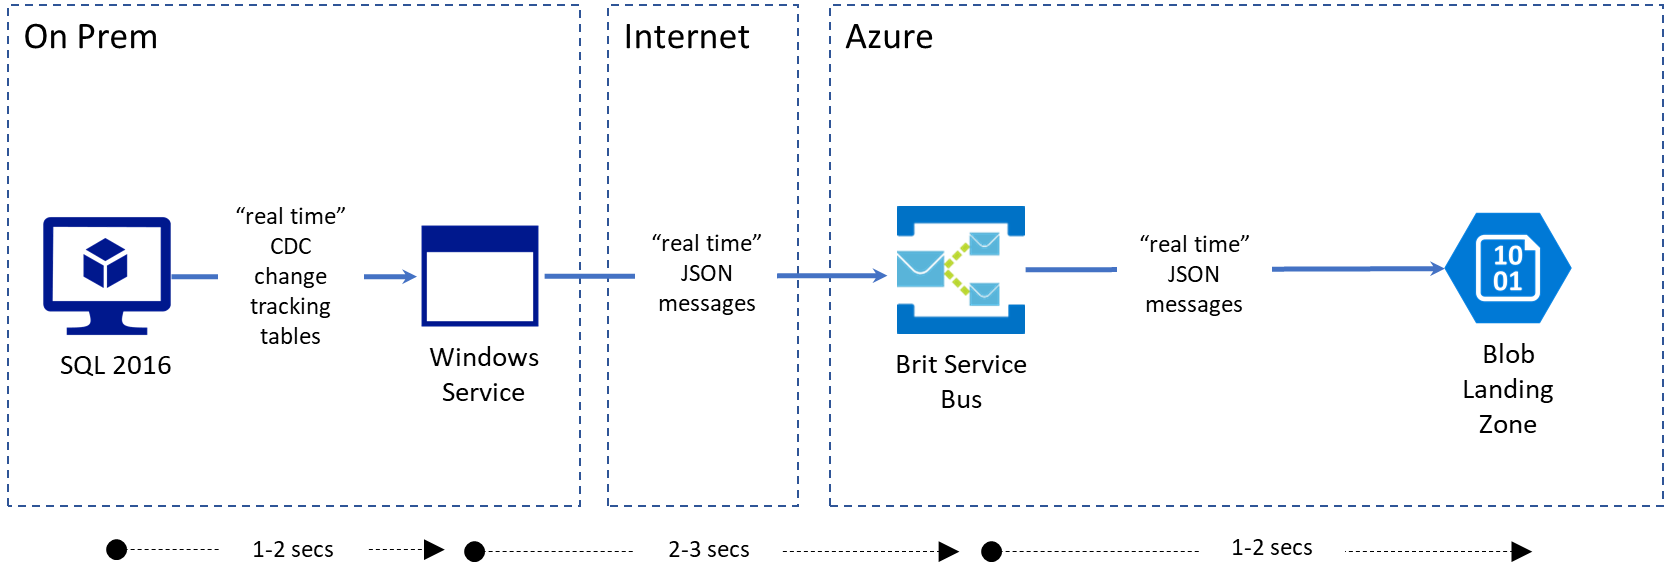 On Prem
Internet
Azure
“real time”
CDC
change
tracking
tables
SQL 2016
Windows
Service
“real time”
JSON
messages
Brit Service
Bus
“real time”
JSON
messages
10
01
Blob
Landing
Zone
1-2 secs
2-3 secs
1-2 secs